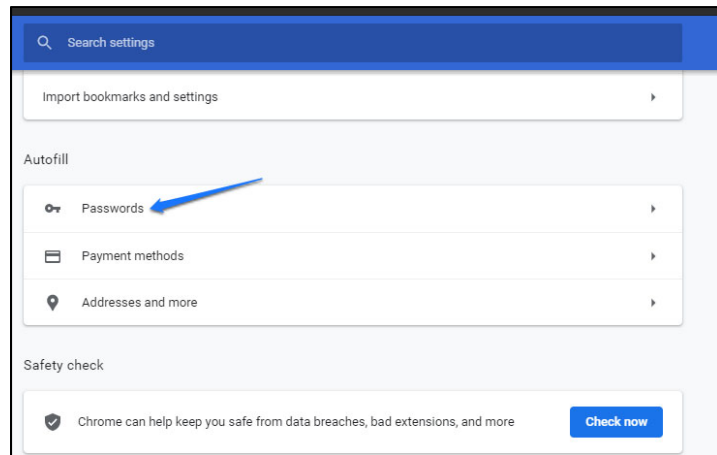 Search settings
Import bookmarks and settings
Autofill
Passwords
Payment methods
Addresses and more
Safety check
Chrome can help keep you safe from data breaches, bad extensions, and more
Check now